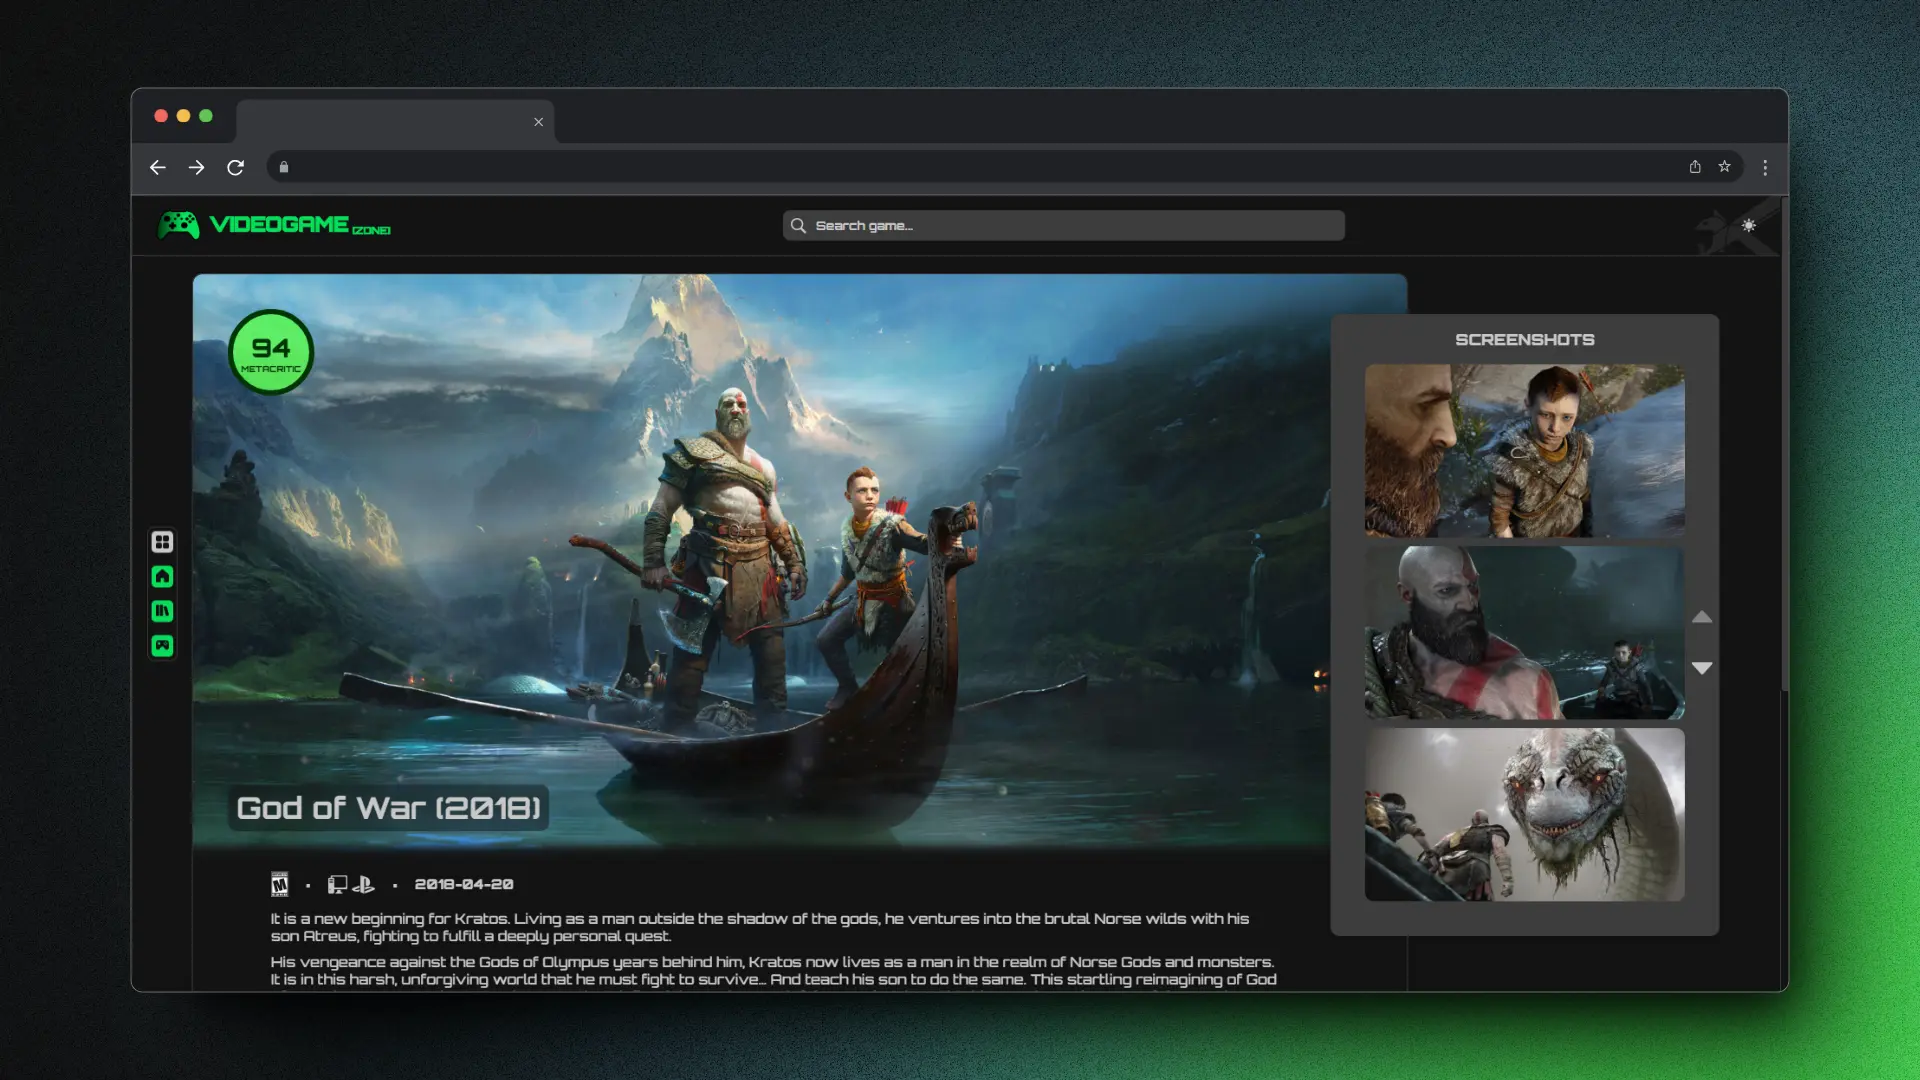 VIDEOGAME [ZONE]
Search game...
94
METACRITIC
SCREENSHOTS
God of War (2018)
M
2018-04-20
It is a new beginning for Kratos. Living as a man outside the shadow of the gods, he ventures into the brutal Norse wilds with his
son Atreus, fighting to fulfill a deeply personal quest.
His vengeance against the Gods of Olympus years behind him, Kratos now lives as a man in the realm of Norse Gods and monsters.
It is in this harsh, unforgiving world that he must fight to survive… And teach his son to do the same. This startling reimagining of God